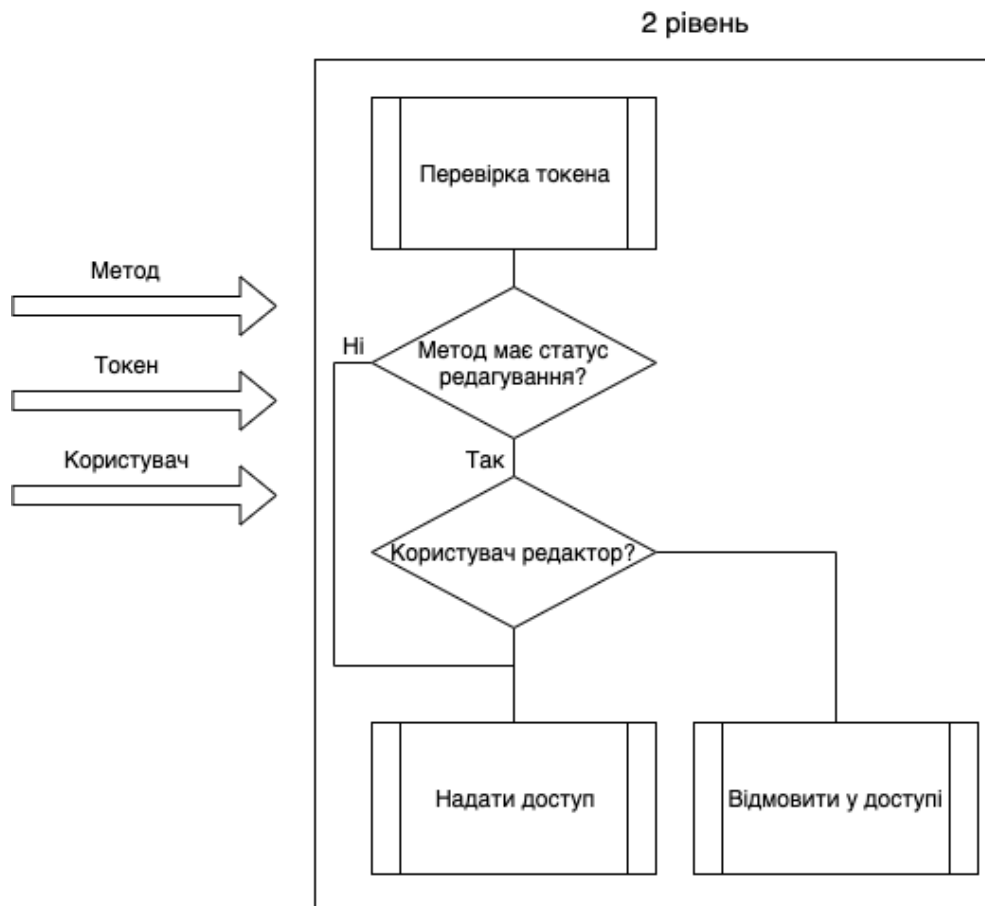 2 рівень
Перевірка токена
Метод
Токен
Користувач
Ні
Метод має статус
редагування?
Так
Користувач редактор?
Надати доступ
Відмовити у доступі